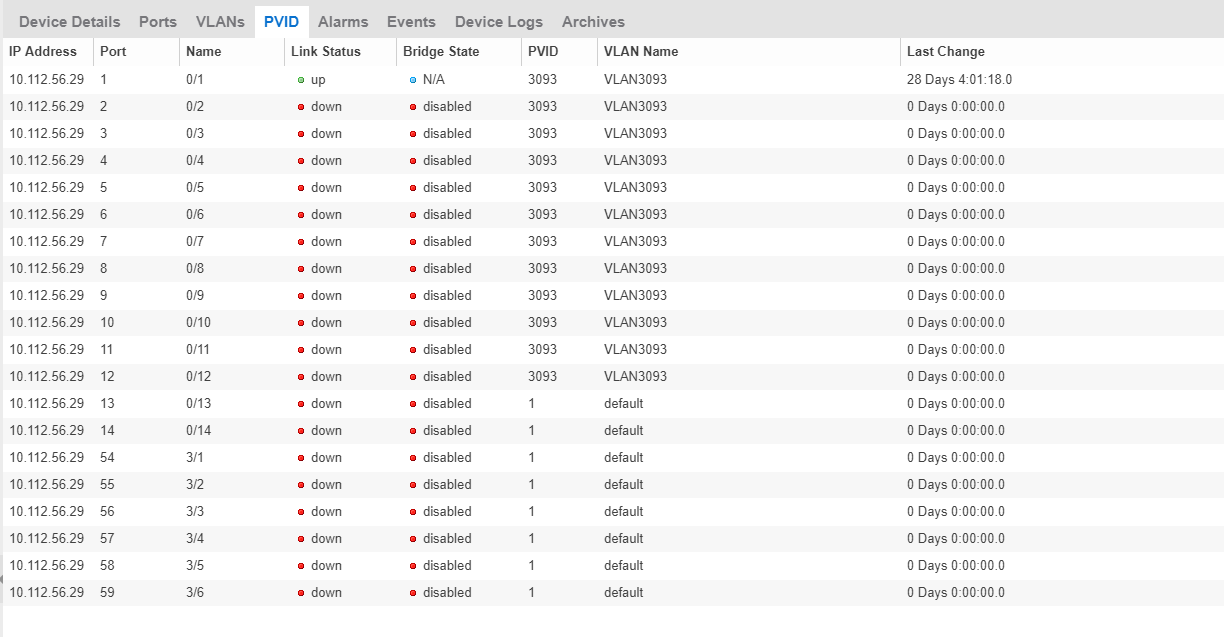 Device Details Ports VLANs PVID Alarms Events Device Logs Archives
IP Address Port Name Link Status Bridge State PVID VLAN Name Last Change
10.112.56.29 1 0/1 up N/A 3093 VLAN3093 28 Days 4:01:18.0
10.112.56.29 2 0/2 down disabled 3093 VLAN3093 0 Days 0:00:00.0
10.112.56.29 3 0/3 down disabled 3093 VLAN3093 0 Days 0:00:00.0
10.112.56.29 4 0/4 down disabled 3093 VLAN3093 0 Days 0:00:00.0
10.112.56.29 5 0/5 down disabled 3093 VLAN3093 0 Days 0:00:00.0
10.112.56.29 6 0/6 down disabled 3093 VLAN3093 0 Days 0:00:00.0
10.112.56.29 7 0/7 down disabled 3093 VLAN3093 0 Days 0:00:00.0
10.112.56.29 8 0/8 down disabled 3093 VLAN3093 0 Days 0:00:00.0
10.112.56.29 9 0/9 down disabled 3093 VLAN3093 0 Days 0:00:00.0
10.112.56.29 10 0/10 down disabled 3093 VLAN3093 0 Days 0:00:00.0
10.112.56.29 11 0/11 down disabled 3093 VLAN3093 0 Days 0:00:00.0
10.112.56.29 12 0/12 down disabled 3093 VLAN3093 0 Days 0:00:00.0
10.112.56.29 13 0/13 down disabled 1 default 0 Days 0:00:00.0
10.112.56.29 14 0/14 down disabled 1 default 0 Days 0:00:00.0
10.112.56.29 54 3/1 down disabled 1 default 0 Days 0:00:00.0
10.112.56.29 55 3/2 down disabled 1 default 0 Days 0:00:00.0
10.112.56.29 56 3/3 down disabled 1 default 0 Days 0:00:00.0
10.112.56.29 57 3/4 down disabled 1 default 0 Days 0:00:00.0
10.112.56.29 58 3/5 down disabled 1 default 0 Days 0:00:00.0
10.112.56.29 59 3/6 down disabled 1 default 0 Days 0:00:00.0